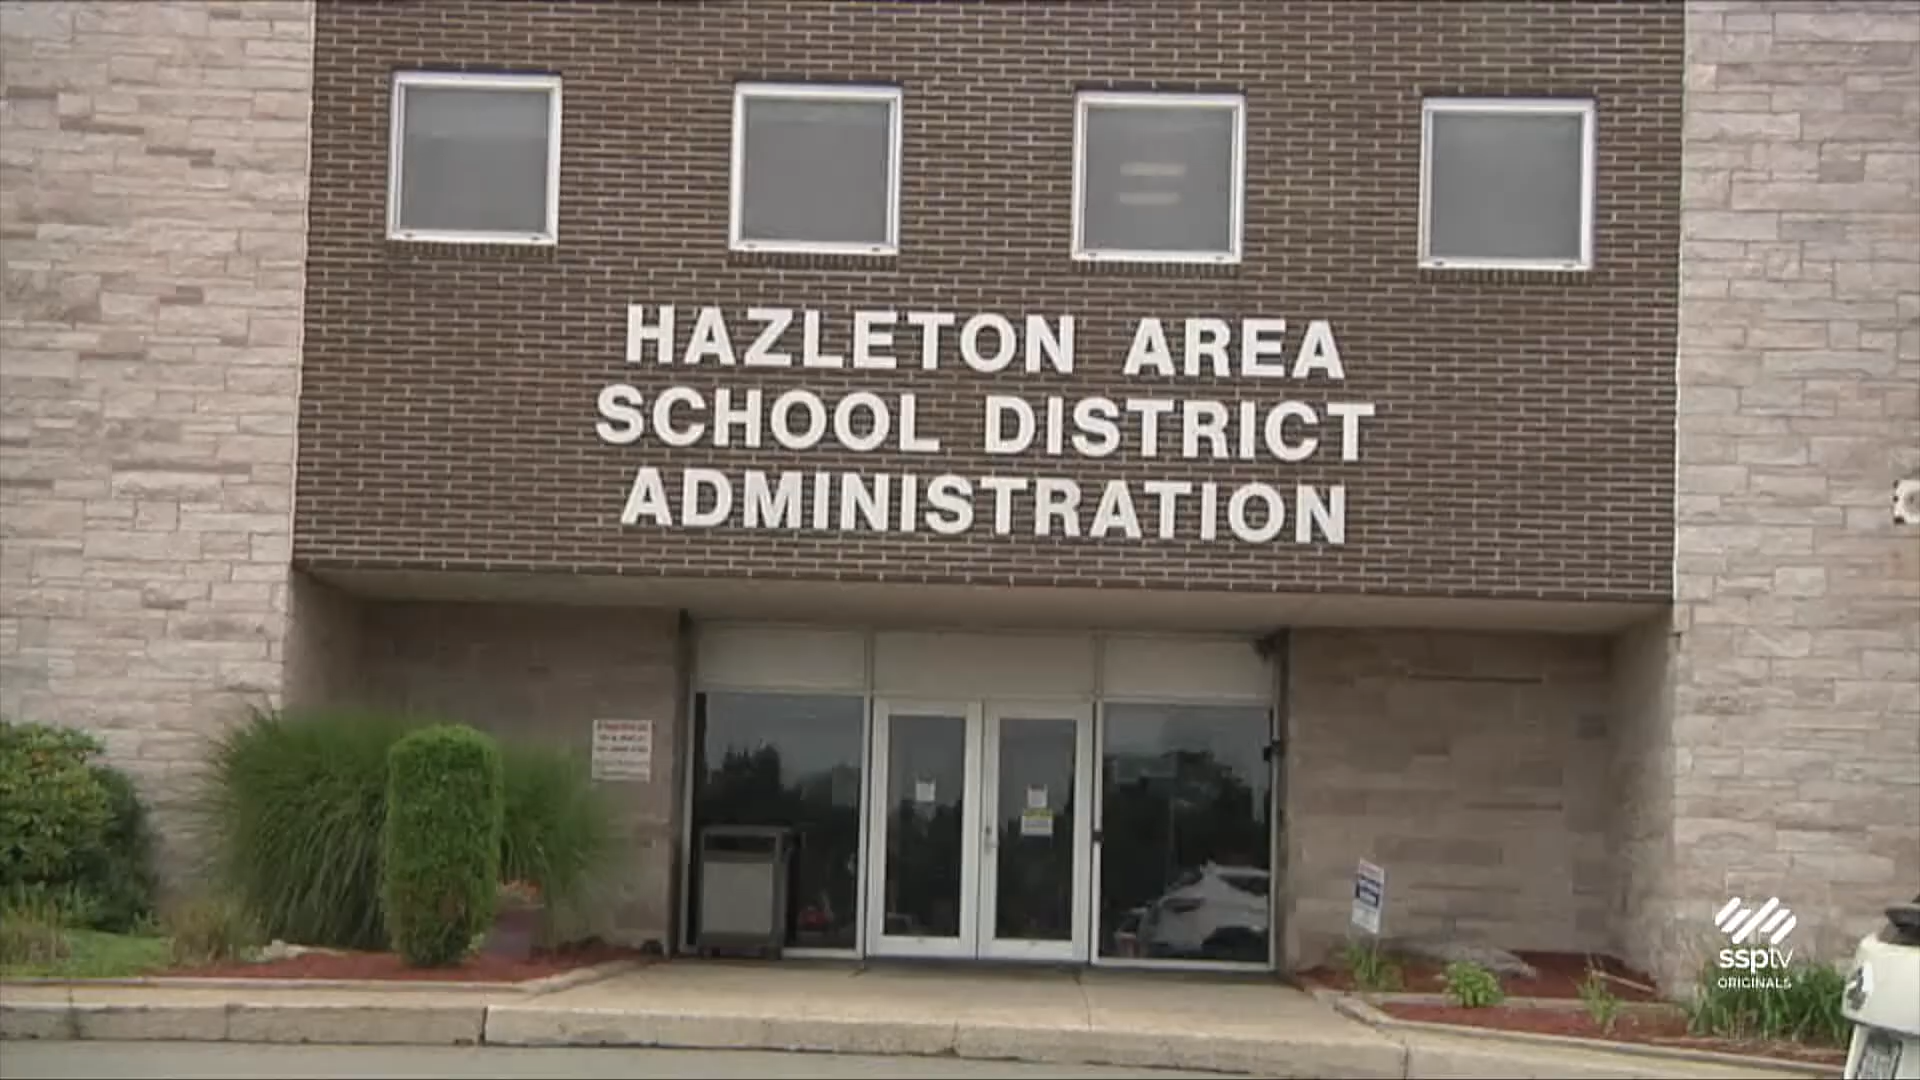 HAZLETON AREA
SCHOOL DISTRICT
ADMINISTRATION
ssptv
ORIGINALS